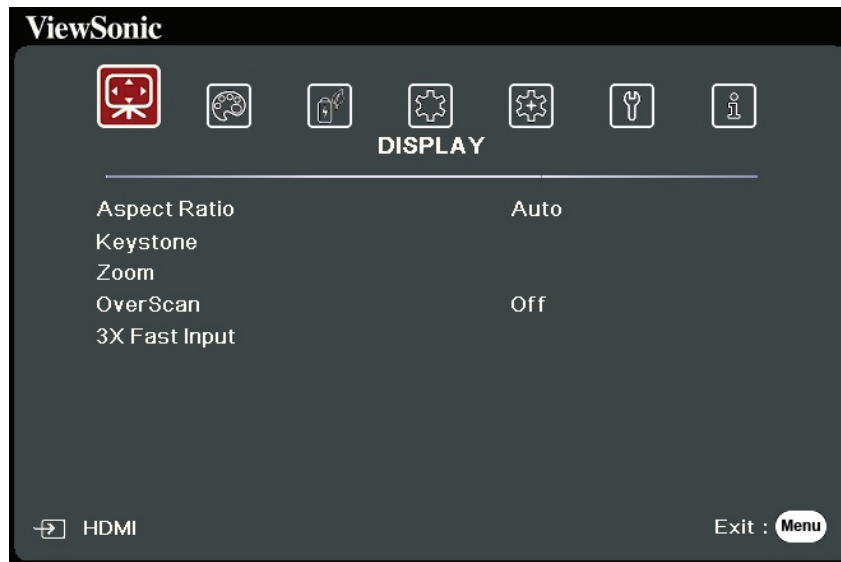 ViewSonic
DISPLAY
Aspect Ratio Auto
Keystone
Zoom
OverScan Off
3X Fast Input
HDMI Exit : Menu